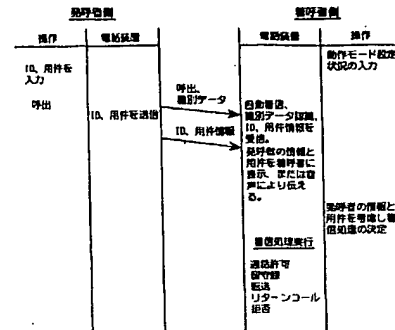 発呼者側
着呼者側
操作
電話装置
電話装置
操作
ID、用件を
入力
動作モード設定
状況の入力
呼出
呼出、
識別データ
ID、用件を送信
自動着信、
識別データ認識、
ID、用件情報を
受信。
ID、用件情報
発呼者の情報と
用件を着呼者に
表示、または音
声により伝え
る。
発呼者の情報と
用件を考慮し着
信処理の決定
着信処理実行
通話許可
留守録
転送
リターンコール
拒否